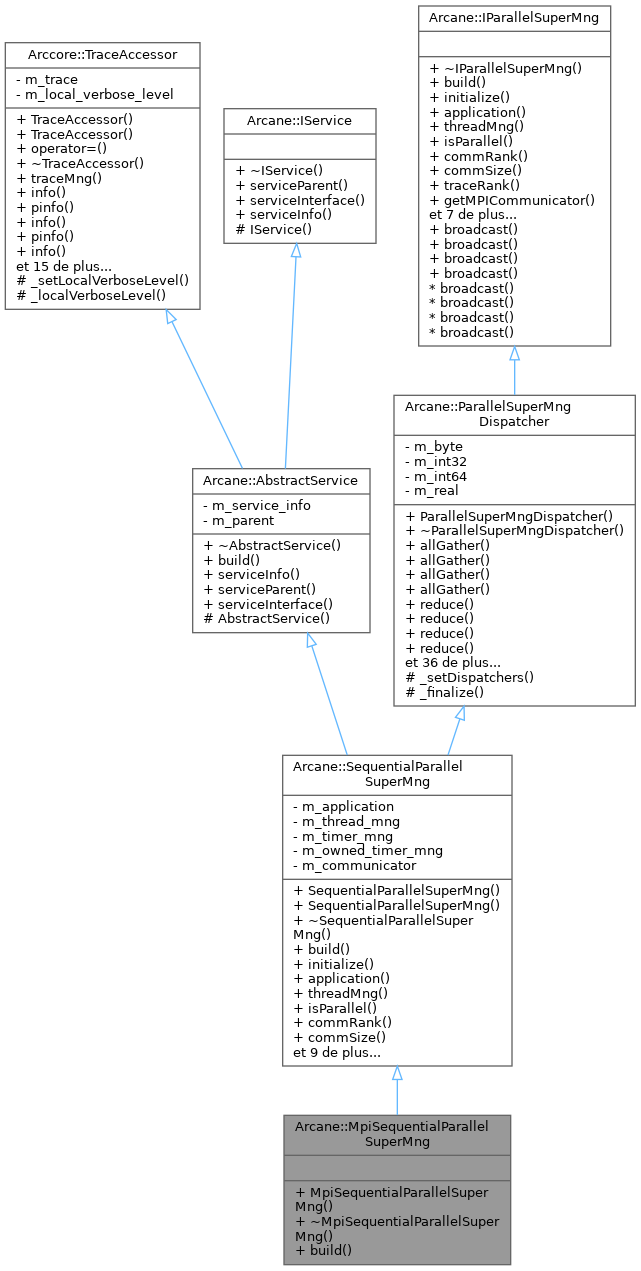 Arcane::IParallelSuperMng
+ ~IParallelSuperMng()
+ build()
+ initialize()
+ application()
+ threadMng()
+ isParallel()
+ commRank()
+ commSize()
+ traceRank()
+ getMPICommunicator()
et 7 de plus...
+ broadcast()
+ broadcast()
+ broadcast()
+ broadcast()
* broadcast()
* broadcast()
* broadcast()
* broadcast()
Arccore::TraceAccessor
- m_trace
- m_local_verbose_level
+ TraceAccessor()
+ TraceAccessor()
+ operator=()
+ ~TraceAccessor()
+ traceMng()
+ info()
+ pinfo()
+ info()
+ pinfo()
+ info()
et 15 de plus...
# _setLocalVerboseLevel()
# _localVerboseLevel()
Arcane::IService
+ ~IService()
+ serviceParent()
+ serviceInterface()
+ serviceInfo()
# IService()
Arcane::ParallelSuperMng
Dispatcher
- m_byte
- m_int32
- m_int64
- m_real
+ ParallelSuperMngDispatcher()
+ ~ParallelSuperMngDispatcher()
+ allGather()
+ allGather()
+ allGather()
+ allGather()
+ reduce()
+ reduce()
+ reduce()
+ reduce()
et 36 de plus...
# _setDispatchers()
# _finalize()
Arcane::AbstractService
- m_service_info
- m_parent
+ ~AbstractService()
+ build()
+ serviceInfo()
+ serviceParent()
+ serviceInterface()
# AbstractService()
Arcane::SequentialParallel
SuperMng
- m_application
- m_thread_mng
- m_timer_mng
- m_owned_timer_mng
- m_communicator
+ SequentialParallelSuperMng()
+ SequentialParallelSuperMng()
+ ~SequentialParallelSuper
Mng()
+ build()
+ initialize()
+ application()
+ threadMng()
+ isParallel()
+ commRank()
+ commSize()
et 9 de plus...
Arcane::MpiSequentialParallel
SuperMng
+ MpiSequentialParallelSuper
Mng()
+ ~MpiSequentialParallelSuper
Mng()
+ build()